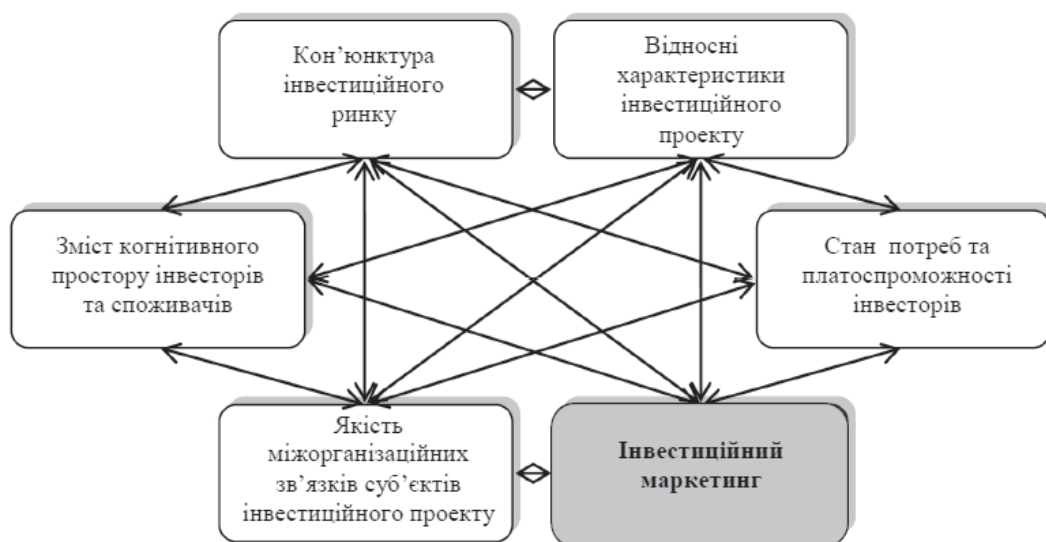 Кон’юнктура
інвестиційного
ринку
Відносні
характеристики
інвестиційного
проекту
Зміст когнітивного
простору інвесторів
та споживачів
Стан потреб та
платоспроможності
інвесторів
Якість
міжорганізаційних
зв’язків суб’єктів
інвестиційного проекту
Інвестиційний
маркетинг